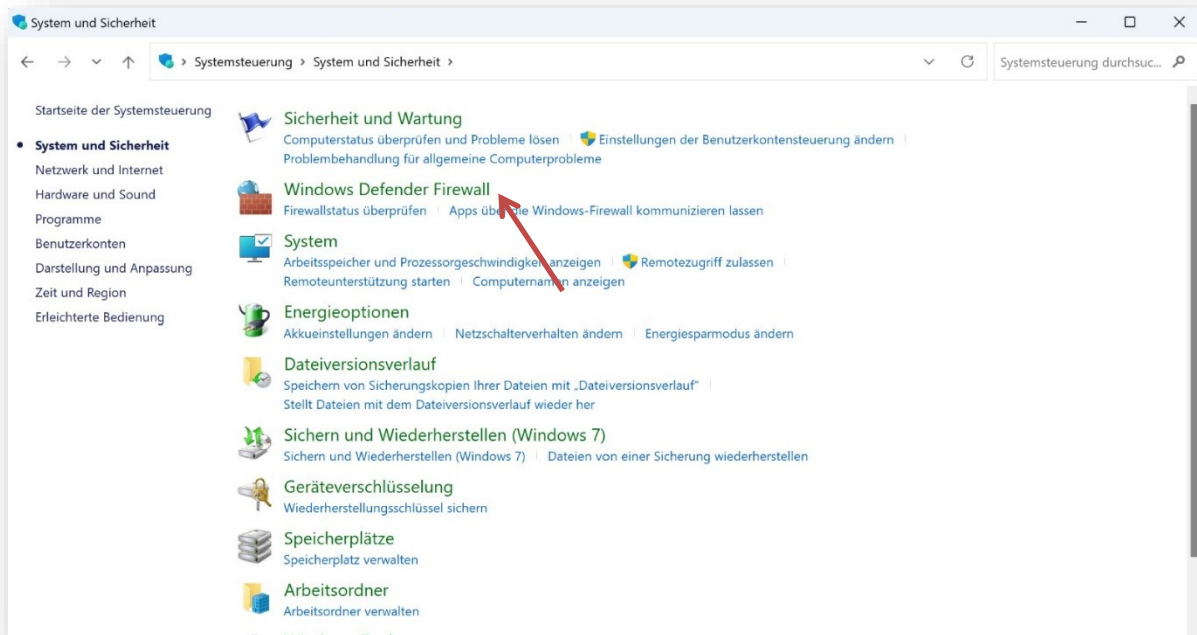 System und Sicherheit
Systemsteuerung > System und Sicherheit >
Systemsteuerung durchsuc...
Startseite der Systemsteuerung
System und Sicherheit
Netzwerk und Internet
Hardware und Sound
Programme
Benutzerkonten
Darstellung und Anpassung
Zeit und Region
Erleichterte Bedienung
Sicherheit und Wartung
Computerstatus überprüfen und Probleme lösen
Einstellungen der Benutzerkontensteuerung ändern
Problembehandlung für allgemeine Computerprobleme
Windows Defender Firewall
Firewallstatus überprüfen
Apps über die Windows-Firewall kommunizieren lassen
System
Arbeitsspeicher und Prozessorgeschwindigkeit anzeigen
Remotezugriff zulassen
Remoteunterstützung starten
Computernamen anzeigen
Energieoptionen
Akkueinstellungen ändern
Netzschalterverhalten ändern
Energiesparmodus ändern
Dateiversionsverlauf
Speichern von Sicherungskopien Ihrer Dateien mit „Dateiversionsverlauf"
Stellt Dateien mit dem Dateiversionsverlauf wieder her
Sichern und Wiederherstellen (Windows 7)
Sichern und Wiederherstellen (Windows 7)
Dateien von einer Sicherung wiederherstellen
Geräteverschlüsselung
Wiederherstellungsschlüssel sichern
Speicherplätze
Speicherplatz verwalten
Arbeitsordner
Arbeitsordner verwalten